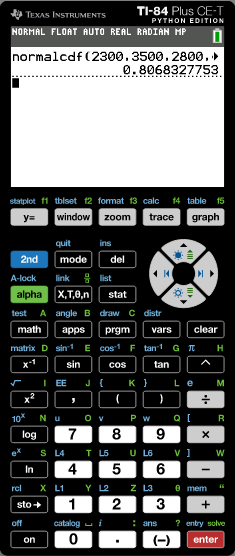 TEXAS INSTRUMENTS TI-84 Plus CE-T
PYTHON EDITION
NORMAL FLOAT AUTO REAL RADIAN MP
normalcdf(2300,3500,2800,
0.8068327753
statplot f1 tblset f2 format f3 calc f4 table f5
y= window zoom trace graph
quit ins
2nd mode del
A-lock link list
alpha X,T,θ,n stat
test A angle B draw C distr
math apps prgm vars clear
matrix D sin⁻¹ E cos⁻¹ F tan⁻¹ G π H
x⁻¹ sin cos tan ^
√ I EE J { K } L e M
x² , ( ) ÷
10ˣ N u O v P w Q [ R
log 7 8 9 ×
eˣ S L4 T L5 U L6 V ] W
ln 4 5 6 −
rcl X L1 Y L2 Z L3 θ mem "
sto→ 1 2 3 +
off catalog i : ans ? entry solve
on 0 . (−) enter